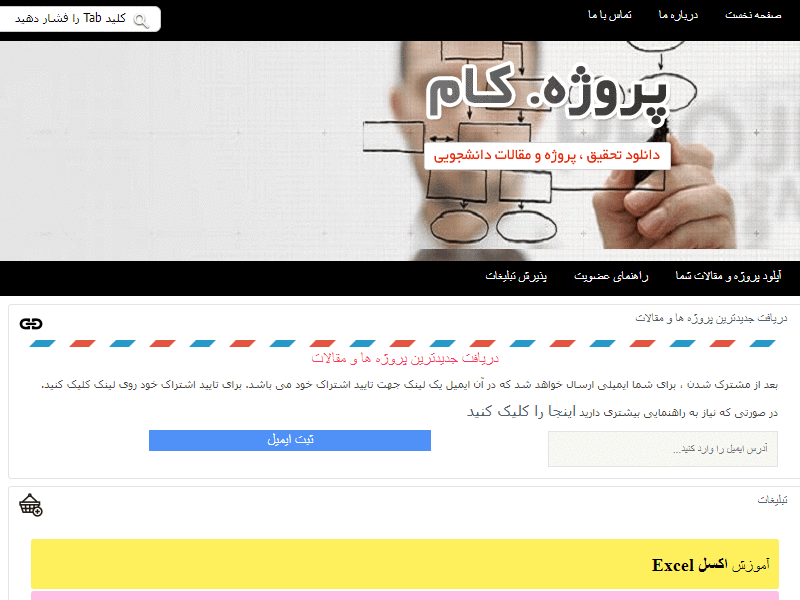 صفحه نخست درباره ما تماس با ما
کلید Tab را فشار دهید
پروژه. کام
دانلود تحقیق ، پروژه و مقالات دانشجویی
آپلود پروژه و مقالات شما راهنمای عضویت پذیرش تبلیغات
دریافت جدیدترین پروژه ها و مقالات
دریافت جدیدترین پروژه ها و مقالات
بعد از مشترک شدن ، برای شما ایمیلی ارسال خواهد شد که در آن ایمیل یک لینک جهت تایید اشتراک خود می باشد. برای تایید اشتراک خود روی لینک کلیک کنید.
در صورتی که نیاز به راهنمایی بیشتری دارید اینجا را کلیک کنید
آدرس ایمیل را وارد کنید...
ثبت ایمیل
تبلیغات
آموزش اکسل Excel